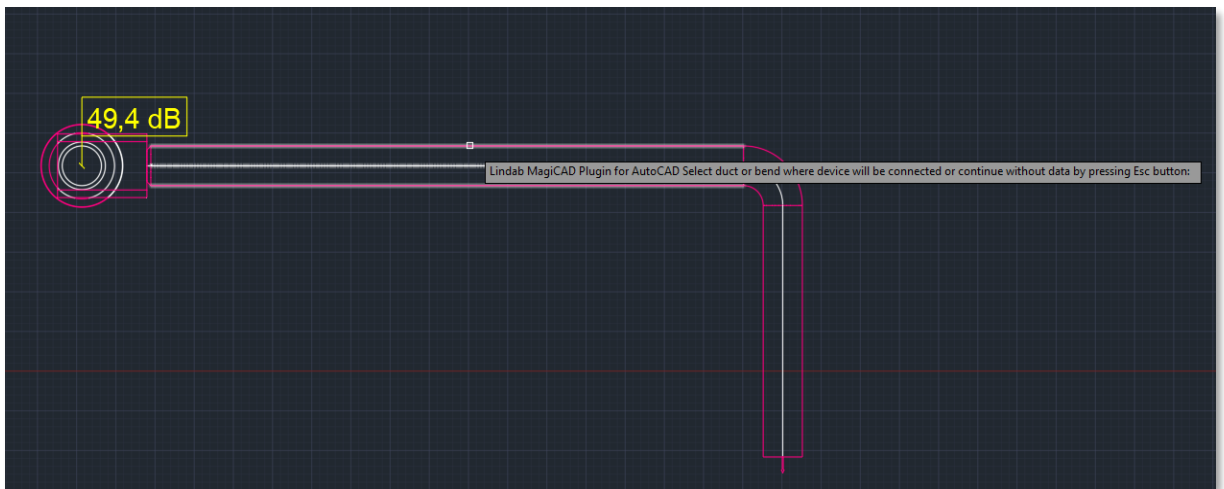 49,4 dB
Lindab MagiCAD Plugin for AutoCAD Select duct or bend where device will be connected or continue without data by pressing Esc button: